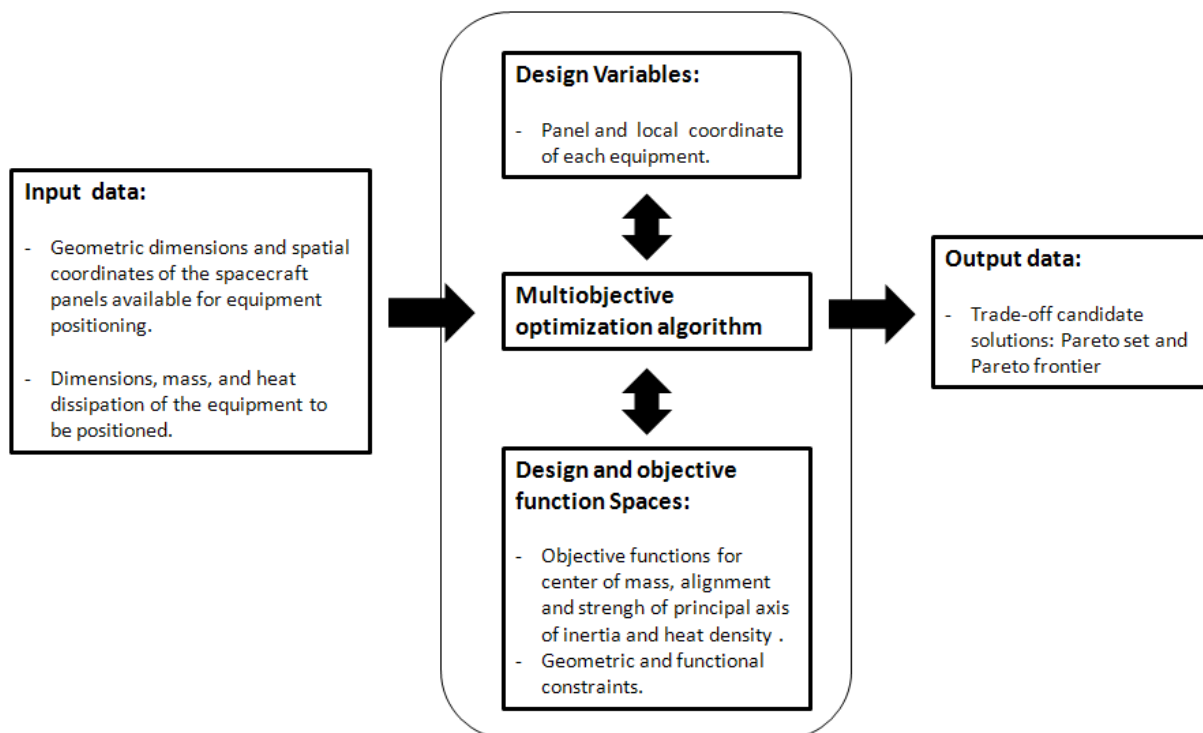 Input data:
- Geometric dimensions and spatial
coordinates of the spacecraft
panels available for equipment
positioning.
- Dimensions, mass, and heat
dissipation of the equipment to
be positioned.
Design Variables:
- Panel and local coordinate
of each equipment.
Multiobjective
optimization algorithm
Design and objective
function Spaces:
- Objective functions for
center of mass, alignment
and strengh of principal axis
of inertia and heat density .
- Geometric and functional
constraints.
Output data:
- Trade-off candidate
solutions: Pareto set and
Pareto frontier